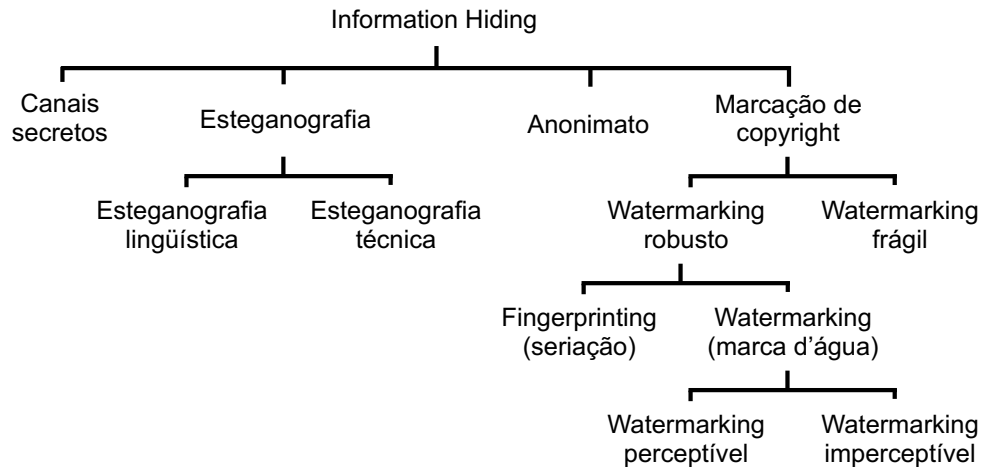 Information Hiding
Canais
secretos
Esteganografia
Anonimato
Marcação de
copyright
Esteganografia
lingüística
Esteganografia
técnica
Watermarking
robusto
Watermarking
frágil
Fingerprinting
(seriação)
Watermarking
(marca d’água)
Watermarking
perceptível
Watermarking
imperceptível